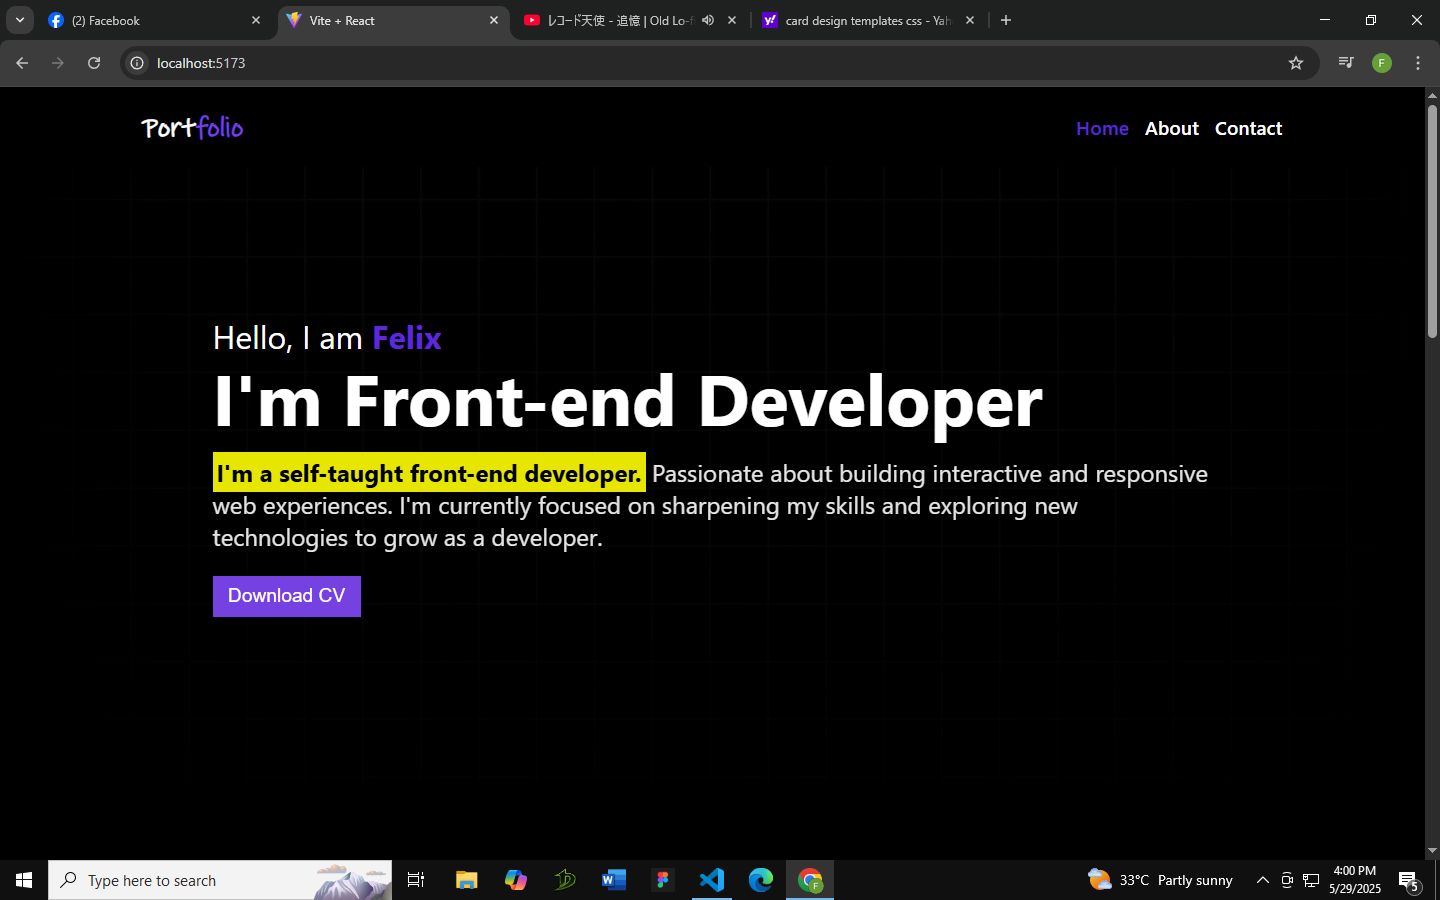 (2) Facebook
Vite + React
レコード天使 - 追憶 | Old Lo-f
card design templates css - Yah
localhost:5173
F
Portfolio
Home About Contact
Hello, I am Felix
I'm Front-end Developer
I'm a self-taught front-end developer. Passionate about building interactive and responsive
web experiences. I'm currently focused on sharpening my skills and exploring new
technologies to grow as a developer.
Download CV
Type here to search
33°C Partly sunny
4:00 PM
5/29/2025
5